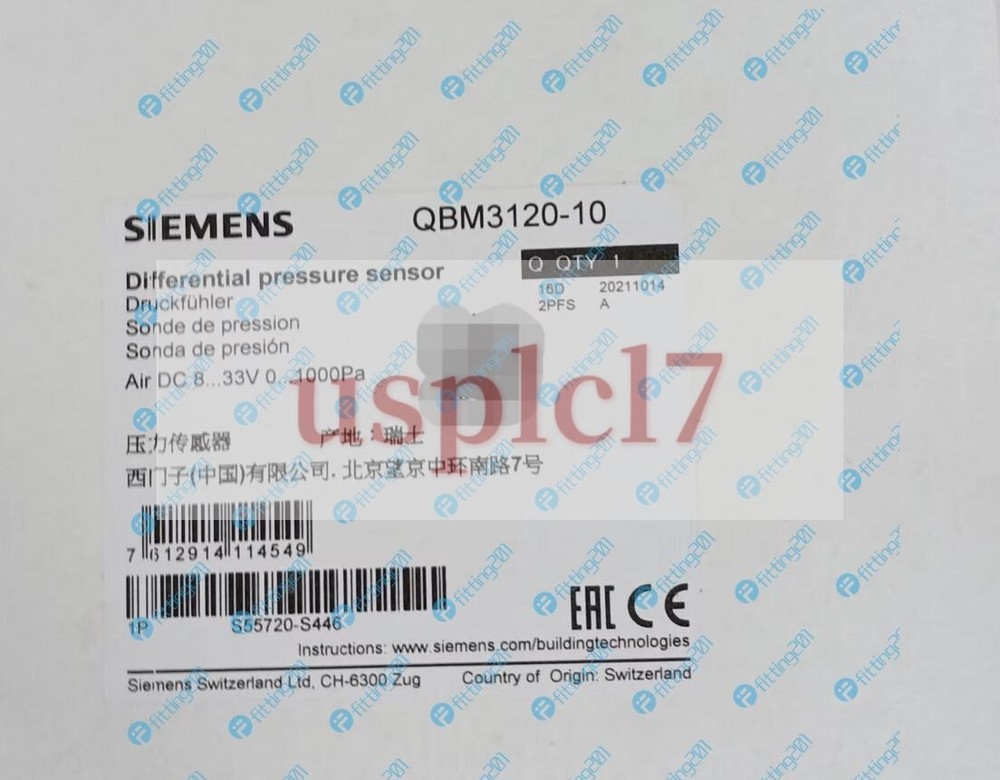 SIEMENS QBM3120-10
Q QTY 1
Differential pressure sensor
16D 20211014
2PFS A
Druckfühler
Sonde de pression
Sonda de presión
Air DC 8...33V 0...1000Pa
usplcl7
压力传感器 产地：瑞士
西门子(中国)有限公司. 北京望京中环南路7号
7 612914 114549
1P S55720-S446
EAC CE
Instructions: www.siemens.com/buildingtechnologies
Siemens Switzerland Ltd, CH-6300 Zug Country of Origin: Switzerland
fitting201